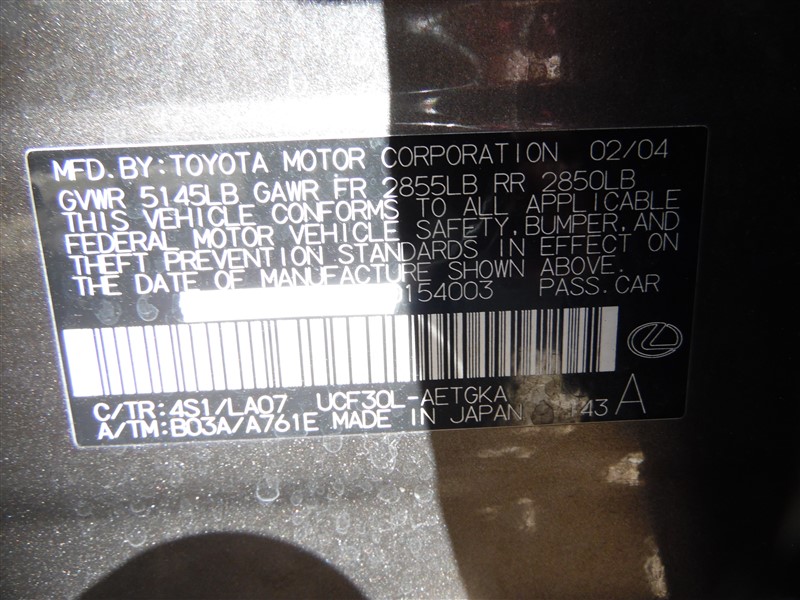 MFD.BY:TOYOTA MOTOR CORPORATION 02/04
GVWR 5145LB GAWR FR 2855LB RR 2850LB
THIS VEHICLE CONFORMS TO ALL APPLICABLE
FEDERAL MOTOR VEHICLE SAFETY,BUMPER,AND
THEFT PREVENTION STANDARDS IN EFFECT ON
THE DATE OF MANUFACTURE SHOWN ABOVE.
0154003 PASS.CAR
C/TR:4S1/LA07 UCF30L-AETGKA
A/TM:B03A/A761E MADE IN JAPAN A